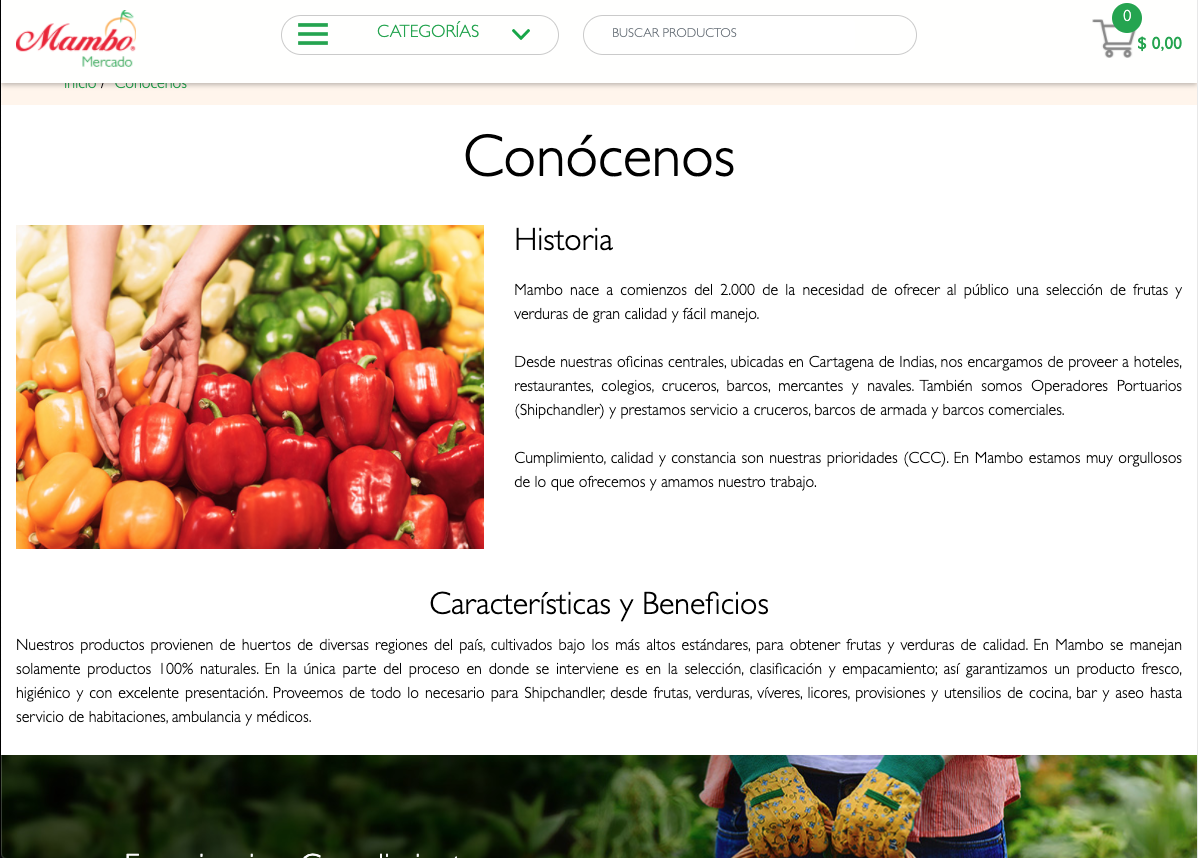 Mambo
Mercado
CATEGORÍAS
BUSCAR PRODUCTOS
0
$ 0,00
Inicio / Conócenos
Conócenos
Historia
Mambo nace a comienzos del 2.000 de la necesidad de ofrecer al público una selección de frutas y
verduras de gran calidad y fácil manejo.
Desde nuestras oficinas centrales, ubicadas en Cartagena de Indias, nos encargamos de proveer a hoteles,
restaurantes, colegios, cruceros, barcos, mercantes y navales. También somos Operadores Portuarios
(Shipchandler) y prestamos servicio a cruceros, barcos de armada y barcos comerciales.
Cumplimiento, calidad y constancia son nuestras prioridades (CCC). En Mambo estamos muy orgullosos
de lo que ofrecemos y amamos nuestro trabajo.
Características y Beneficios
Nuestros productos provienen de huertos de diversas regiones del país, cultivados bajo los más altos estándares, para obtener frutas y verduras de calidad. En Mambo se manejan
solamente productos 100% naturales. En la única parte del proceso en donde se interviene es en la selección, clasificación y empacamiento; así garantizamos un producto fresco,
higiénico y con excelente presentación. Proveemos de todo lo necesario para Shipchandler, desde frutas, verduras, víveres, licores, provisiones y utensilios de cocina, bar y aseo hasta
servicio de habitaciones, ambulancia y médicos.